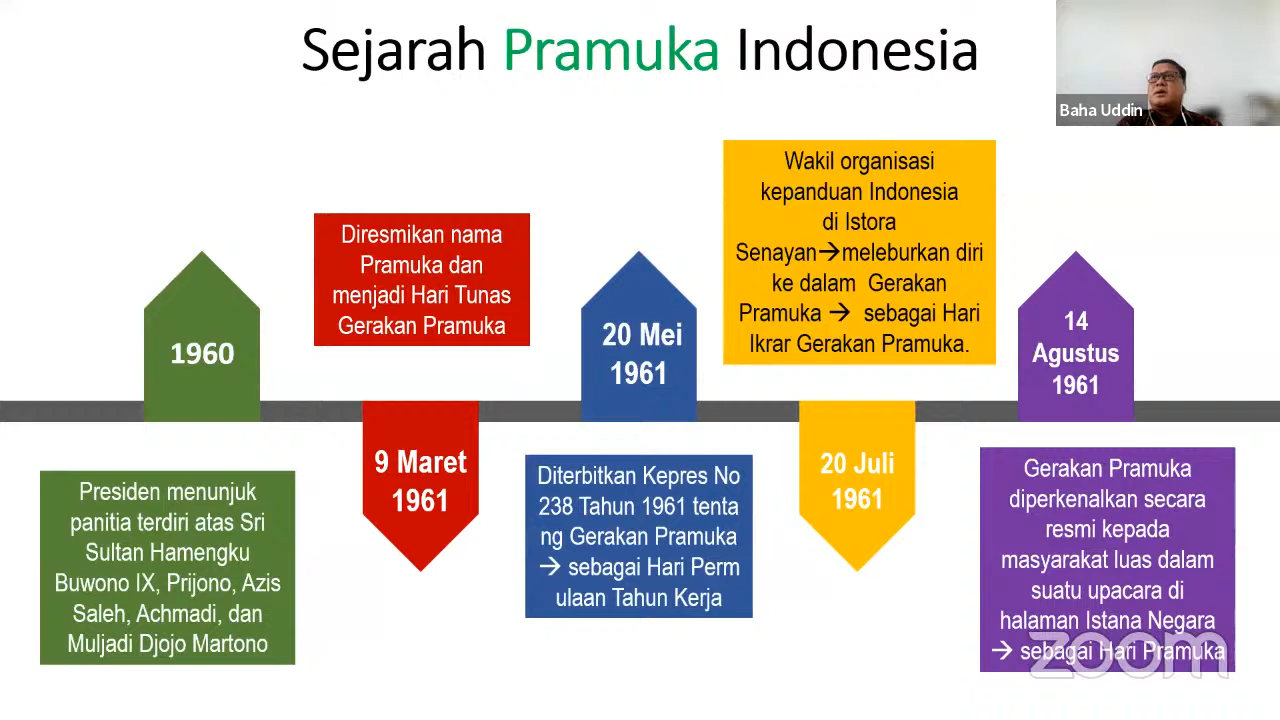 Sejarah Pramuka Indonesia
Baha Uddin
1960
Presiden menunjuk
panitia terdiri atas Sri
Sultan Hamengku
Buwono IX, Prijono, Azis
Saleh, Achmadi, dan
Muljadi Djojo Martono
Diresmikan nama
Pramuka dan
menjadi Hari Tunas
Gerakan Pramuka
9 Maret
1961
20 Mei
1961
Diterbitkan Kepres No
238 Tahun 1961 tenta
ng Gerakan Pramuka
→ sebagai Hari Perm
ulaan Tahun Kerja
Wakil organisasi
kepanduan Indonesia
di Istora
Senayan→meleburkan diri
ke dalam Gerakan
Pramuka → sebagai Hari
Ikrar Gerakan Pramuka.
20 Juli
1961
14
Agustus
1961
Gerakan Pramuka
diperkenalkan secara
resmi kepada
masyarakat luas dalam
suatu upacara di
halaman Istana Negara
→ sebagai Hari Pramuka
zoom